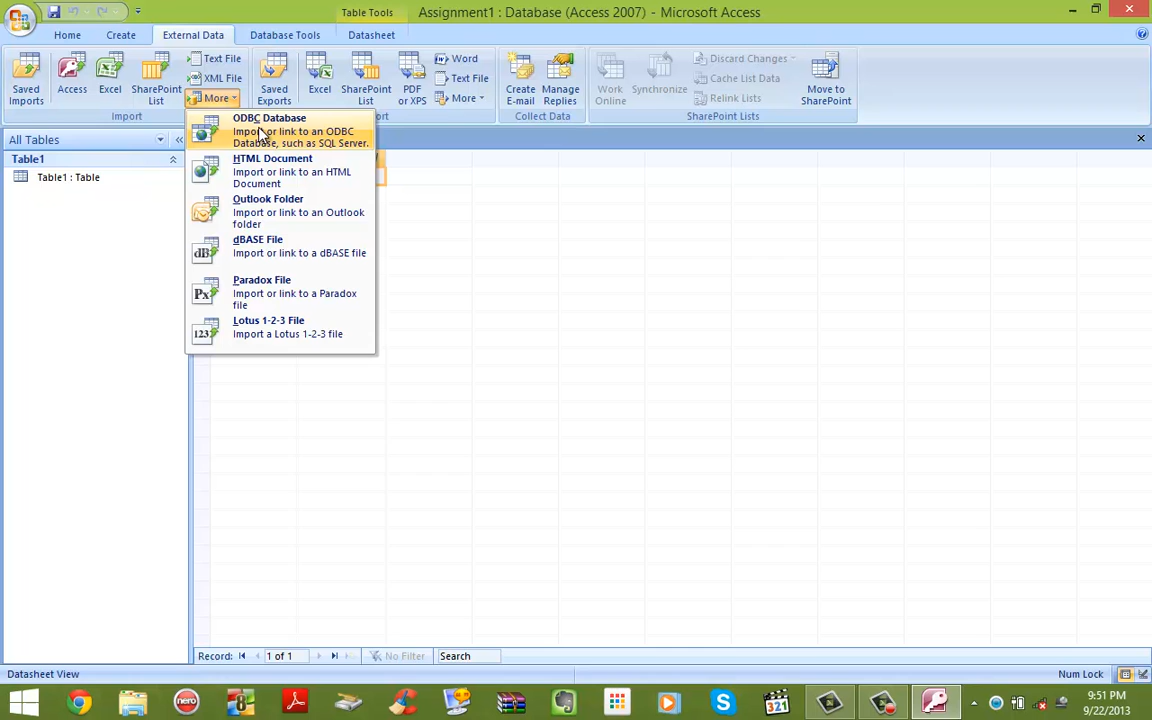 Table Tools
Assignment1 : Database (Access 2007) - Microsoft Access
Home
Create
External Data
Database Tools
Datasheet
Saved Imports
Access
Excel
SharePoint List
Text File
XML File
More
Import
Saved Exports
Excel
SharePoint List
PDF or XPS
Word
Text File
More
Create E-mail
Manage Replies
Collect Data
Work Online
Synchronize
Discard Changes
Cache List Data
Relink Lists
SharePoint Lists
Move to SharePoint
All Tables
Table1
Table1 : Table
ODBC Database
Import or link to an ODBC
Database, such as SQL Server.
HTML Document
Import or link to an HTML
Document
Outlook Folder
Import or link to an Outlook
folder
dBASE File
Import or link to a dBASE file
dB
Paradox File
Import or link to a Paradox
file
Px
Lotus 1-2-3 File
Import a Lotus 1-2-3 file
123
Record:
1 of 1
No Filter
Search
Datasheet View
Num Lock
321
9:51 PM
9/22/2013